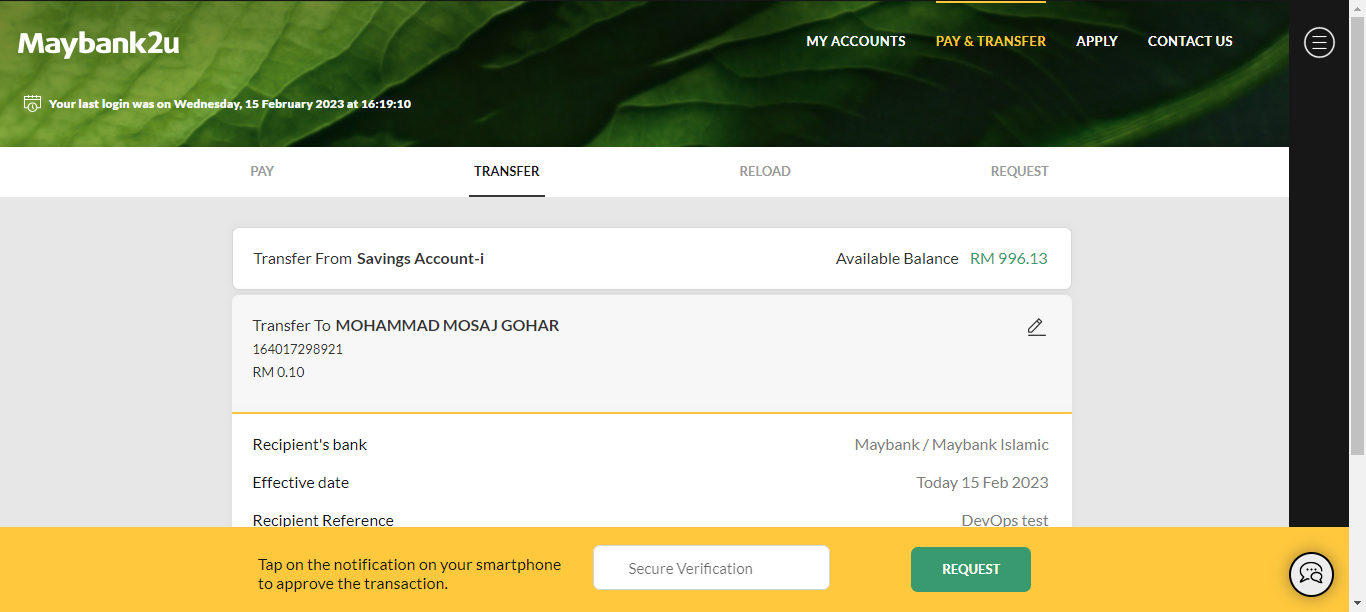 Maybank2u
MY ACCOUNTS PAY & TRANSFER APPLY CONTACT US
Your last login was on Wednesday, 15 February 2023 at 16:19:10
PAY TRANSFER RELOAD REQUEST
Transfer From Savings Account-i Available Balance RM 996.13
Transfer To MOHAMMAD MOSAJ GOHAR
164017298921
RM 0.10
Recipient's bank Maybank / Maybank Islamic
Effective date Today 15 Feb 2023
Recipient Reference DevOps test
Tap on the notification on your smartphone
to approve the transaction.
Secure Verification
REQUEST